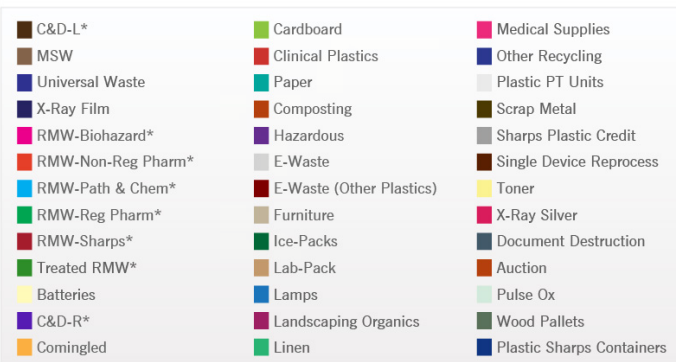 C&D-L*
MSW
Universal Waste
X-Ray Film
RMW-Biohazard*
RMW-Non-Reg Pharm*
RMW-Path & Chem*
RMW-Reg Pharm*
RMW-Sharps*
Treated RMW*
Batteries
C&D-R*
Comingled
Cardboard
Clinical Plastics
Paper
Composting
Hazardous
E-Waste
E-Waste (Other Plastics)
Furniture
Ice-Packs
Lab-Pack
Lamps
Landscaping Organics
Linen
Medical Supplies
Other Recycling
Plastic PT Units
Scrap Metal
Sharps Plastic Credit
Single Device Reprocess
Toner
X-Ray Silver
Document Destruction
Auction
Pulse Ox
Wood Pallets
Plastic Sharps Containers